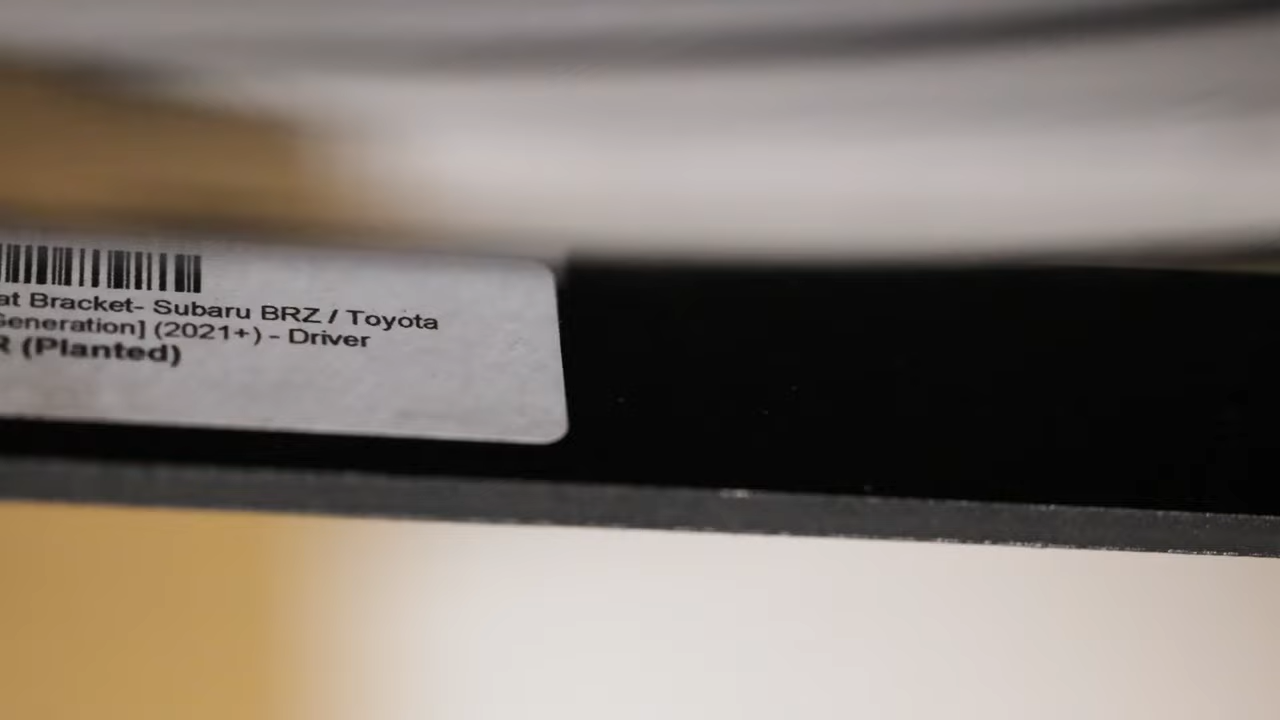 at Bracket- Subaru BRZ / Toyota
Generation] (2021+) - Driver
R (Planted)